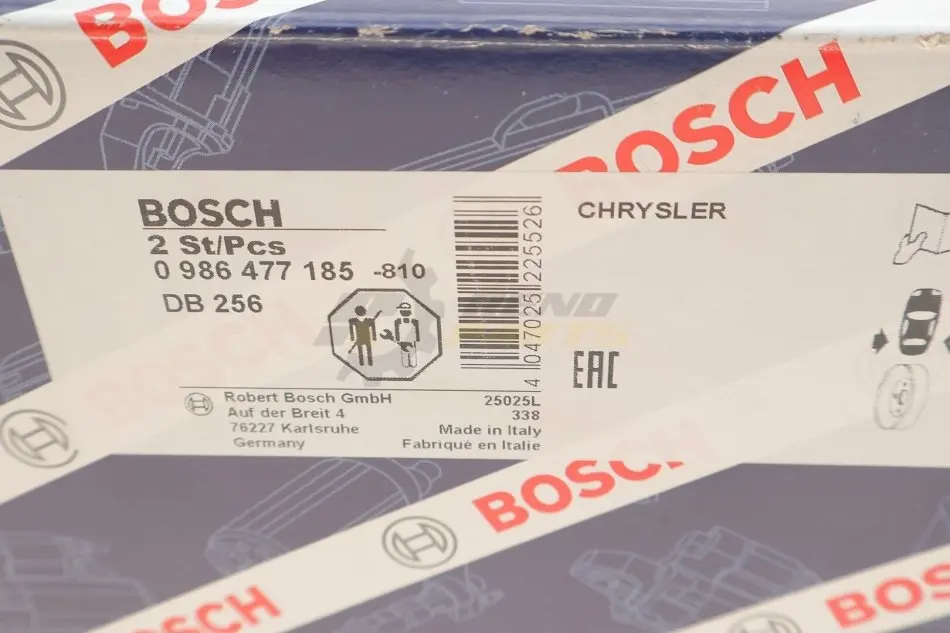 BOSCH
BOSCH
BOSCH
2 St/Pcs
0 986 477 185 -810
DB 256
4 047025 225526
CHRYSLER
EAC
Robert Bosch GmbH
Auf der Breit 4
76227 Karlsruhe
Germany
25025L
338
Made in Italy
Fabriqué en Italie
BOSCH
BOSCH
BOSCH